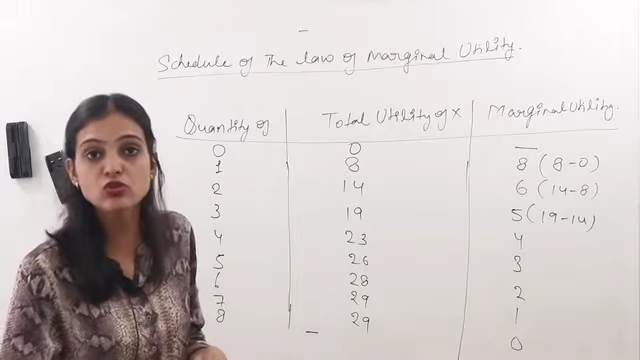 Schedule of The Law of Marginal Utility.
Quantity of Total Utility of X Marginal Utility.
0 0 —
1 8 8 (8-0)
2 14 6 (14-8)
3 19 5 (19-14)
4 23 4
5 26 3
6 28 2
7 29 1
8 29 0